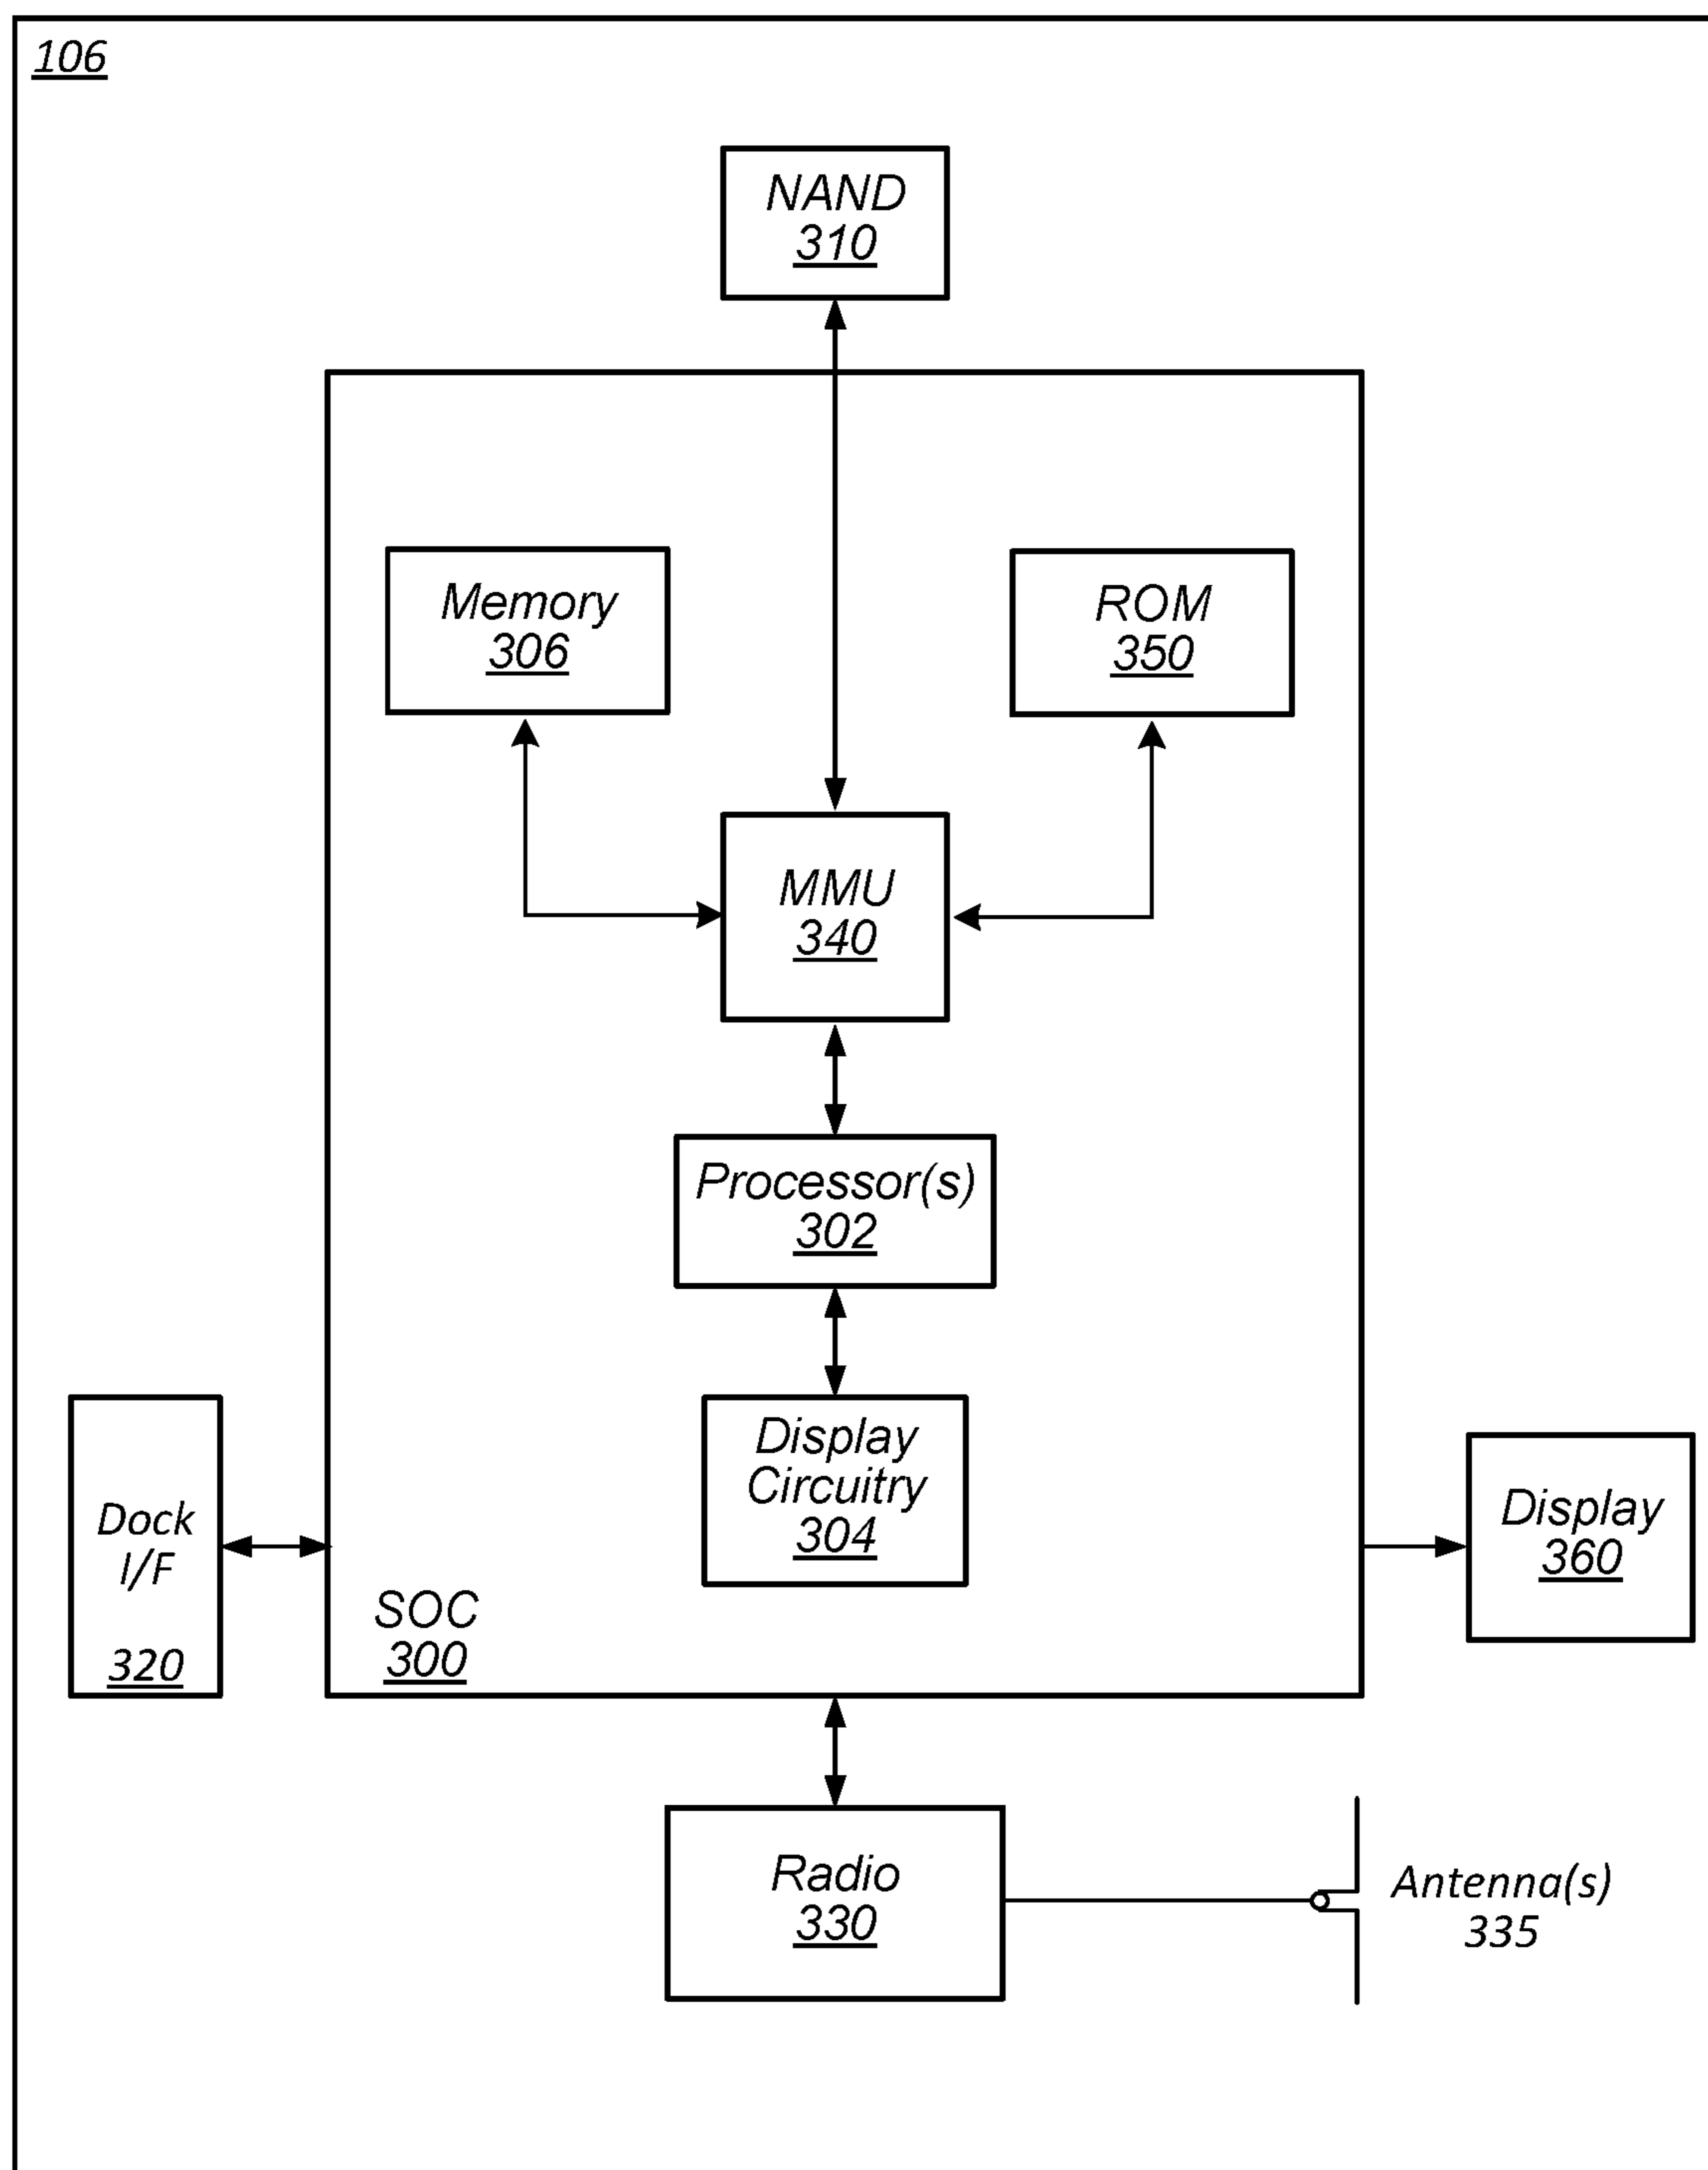 106
NAND
310
Memory
306
ROM
350
MMU
340
Processor(s)
302
Display
Circuitry
304
Dock
I/F
320
SOC
300
Display
360
Radio
330
Antenna(s)
335